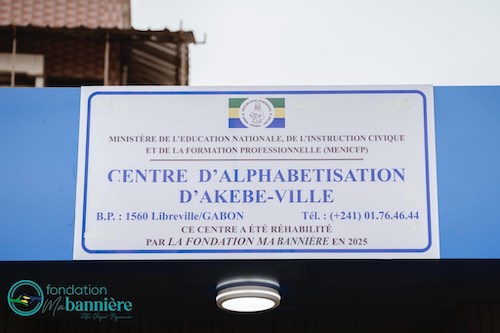 MINISTÈRE DE L'EDUCATION NATIONALE, DE L'INSTRUCTION CIVIQUE
ET DE LA FORMATION PROFESSIONNELLE (MENICFP)
CENTRE D'ALPHABETISATION
D'AKEBE-VILLE
B.P. : 1560 Libreville/GABON Tél. : (+241) 01.76.46.44
CE CENTRE A ÉTÉ RÉHABILITÉ
PAR LA FONDATION MA BANNIERE EN 2025
fondation
Ma bannière